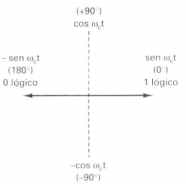 (+90°)
cos ω꜀t
– sen ω꜀t
(180°)
0 lógico
sen ω꜀t
(0°)
1 lógico
–cos ω꜀t
(-90°)